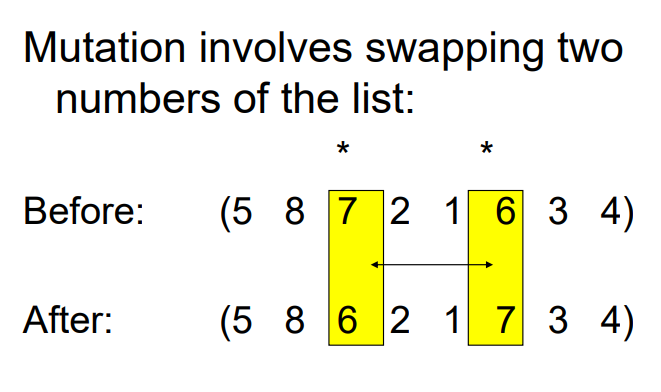 Mutation involves swapping two
numbers of the list:
* *
Before: (5 8 7 2 1 6 3 4)
After: (5 8 6 2 1 7 3 4)